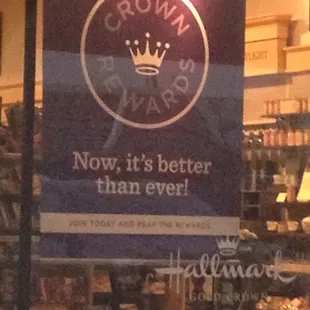 CROWN
REWARDS
Now, it's better
than ever!
JOIN TODAY AND REAP THE REWARDS
Hallmark
GOLD CROWN